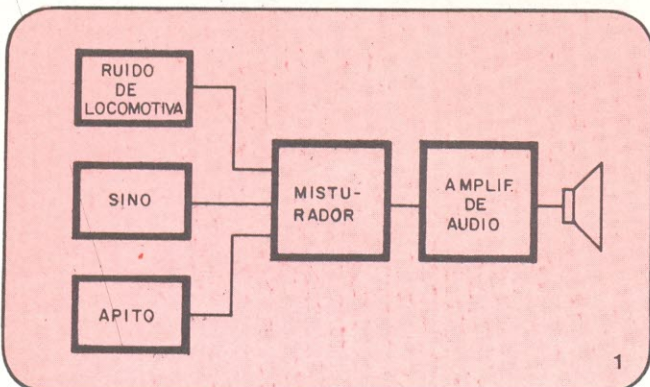 RUIDO
DE
LOCOMOTIVA
SINO
APITO
MISTU-
RADOR
AMPLIF.
DE
AUDIO
1